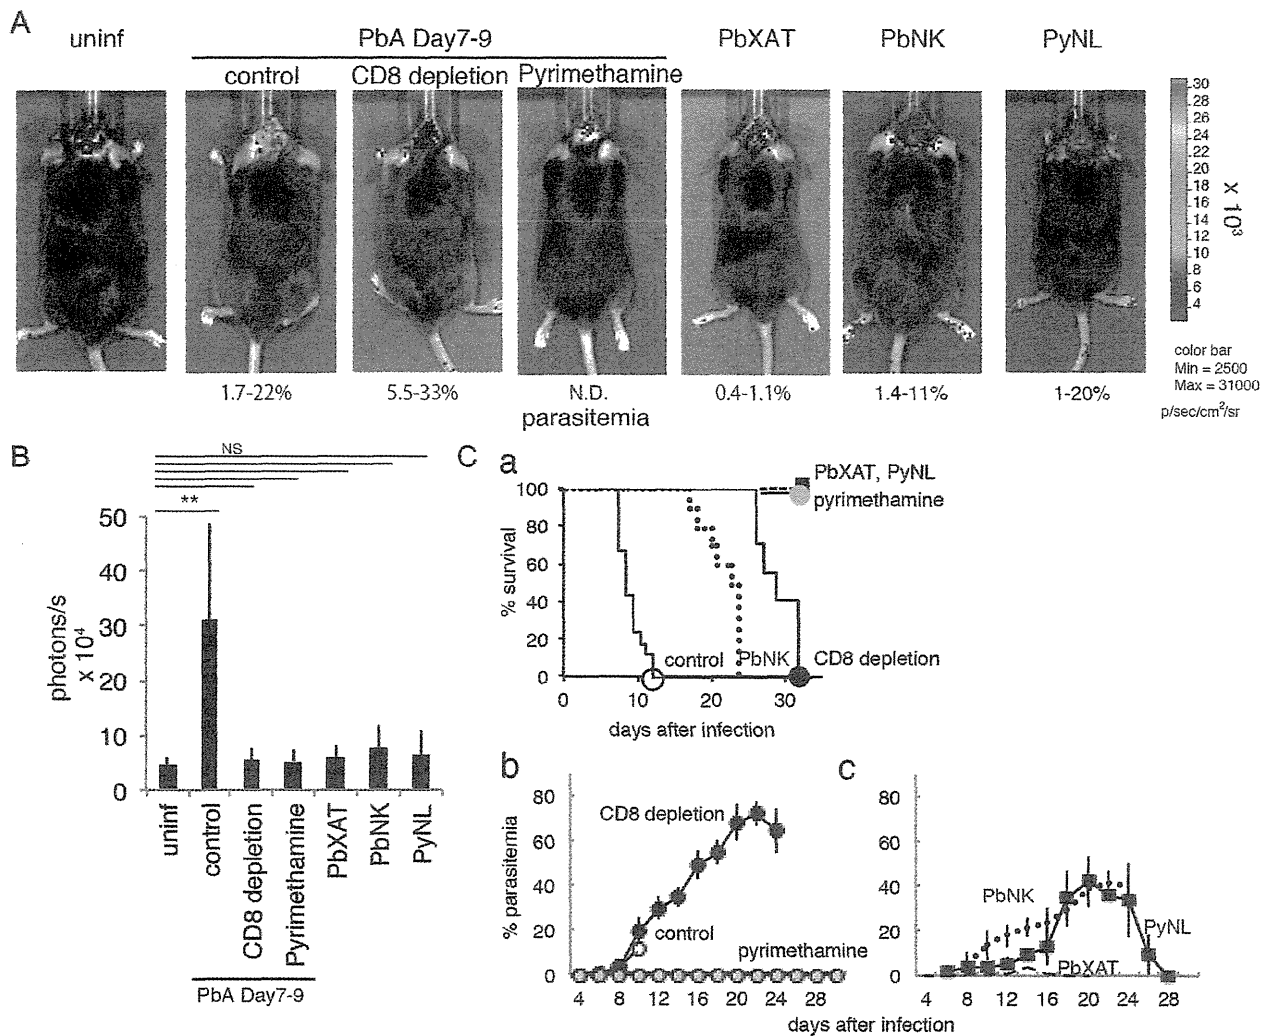 A
uninf
PbA Day7-9
PbXAT
PbNK
PyNL
control
CD8 depletion
Pyrimethamine
30
28
26
24
22
20
18
16
14
12
10
8
6
4
x 10³
color bar
Min = 2500
Max = 31000
p/sec/cm²/sr
1.7-22%
5.5-33%
N.D.
0.4-1.1%
1.4-11%
1-20%
parasitemia
B
NS
**
50
40
30
20
10
0
photons/s
x 10⁴
uninf
control
CD8 depletion
Pyrimethamine
PbXAT
PbNK
PyNL
PbA Day7-9
C
a
PbXAT, PyNL
pyrimethamine
100
80
60
40
20
0
% survival
control
PbNK
CD8 depletion
0
10
20
30
days after infection
b
80
60
40
20
0
% parasitemia
CD8 depletion
control
pyrimethamine
4 8 12 16 20 24 28
c
80
60
40
20
0
PbNK
PyNL
PbXAT
4 8 12 16 20 24 28
days after infection